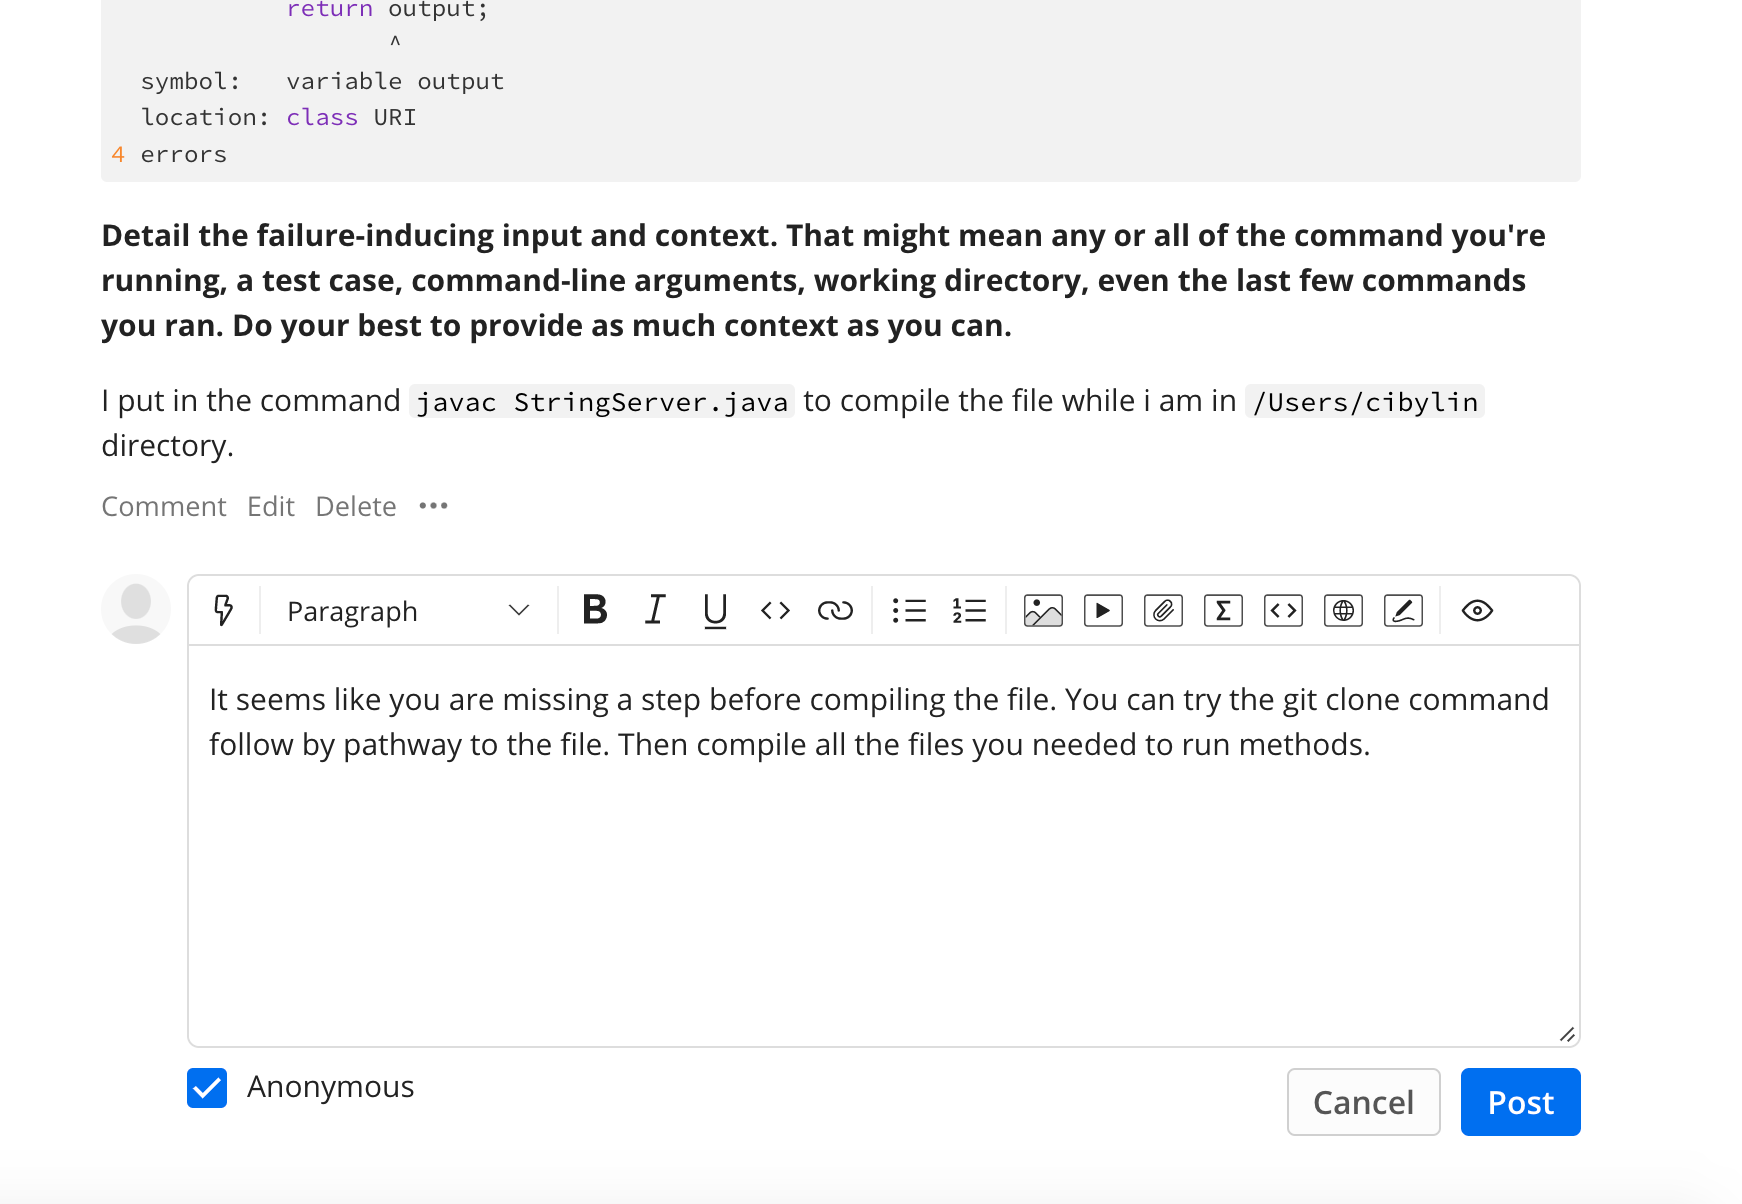 return output;
^
symbol:   variable output
location: class URI
4 errors
Detail the failure-inducing input and context. That might mean any or all of the command you're
running, a test case, command-line arguments, working directory, even the last few commands
you ran. Do your best to provide as much context as you can.
I put in the command javac StringServer.java to compile the file while i am in /Users/cibylin
directory.
Comment Edit Delete •••
Paragraph B I U
It seems like you are missing a step before compiling the file. You can try the git clone command
follow by pathway to the file. Then compile all the files you needed to run methods.
Anonymous
Cancel Post